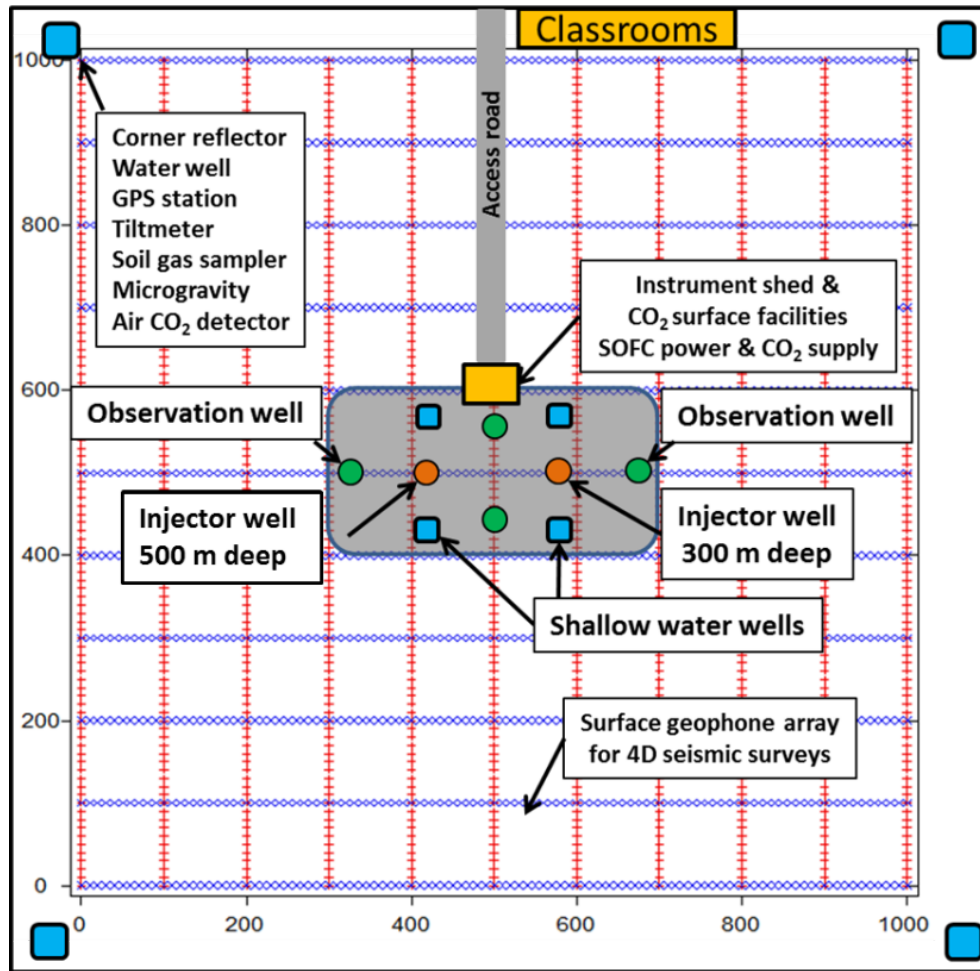 Classrooms
Access road
1000
800
600
400
200
0
Corner reflector
Water well
GPS station
Tiltmeter
Soil gas sampler
Microgravity
Air CO₂ detector
Instrument shed &
CO₂ surface facilities
SOFC power & CO₂ supply
Observation well
Observation well
Injector well
500 m deep
Injector well
300 m deep
Shallow water wells
Surface geophone array
for 4D seismic surveys
0
200
400
600
800
1000